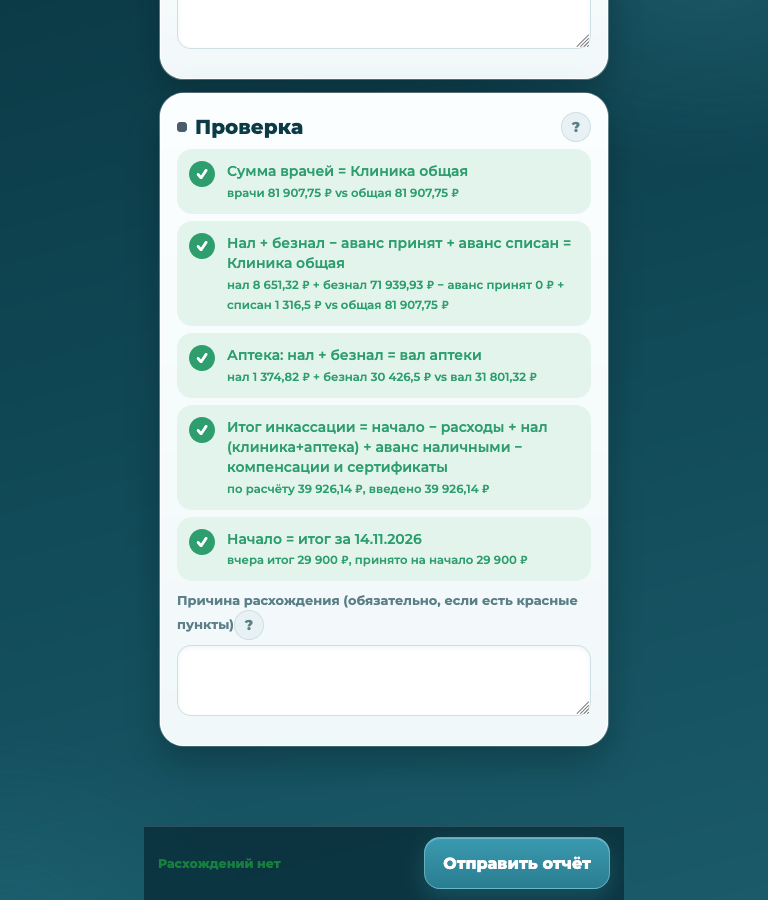 Проверка
?
Сумма врачей = Клиника общая
врачи 81 907,75 ₽ vs общая 81 907,75 ₽
Нал + безнал − аванс принят + аванс списан =
Клиника общая
нал 8 651,32 ₽ + безнал 71 939,93 ₽ − аванс принят 0 ₽ +
списан 1 316,5 ₽ vs общая 81 907,75 ₽
Аптека: нал + безнал = вал аптеки
нал 1 374,82 ₽ + безнал 30 426,5 ₽ vs вал 31 801,32 ₽
Итог инкассации = начало − расходы + нал
(клиника+аптека) + аванс наличными −
компенсации и сертификаты
по расчёту 39 926,14 ₽, введено 39 926,14 ₽
Начало = итог за 14.11.2026
вчера итог 29 900 ₽, принято на начало 29 900 ₽
Причина расхождения (обязательно, если есть красные
пункты) ?
Расхождений нет
Отправить отчёт